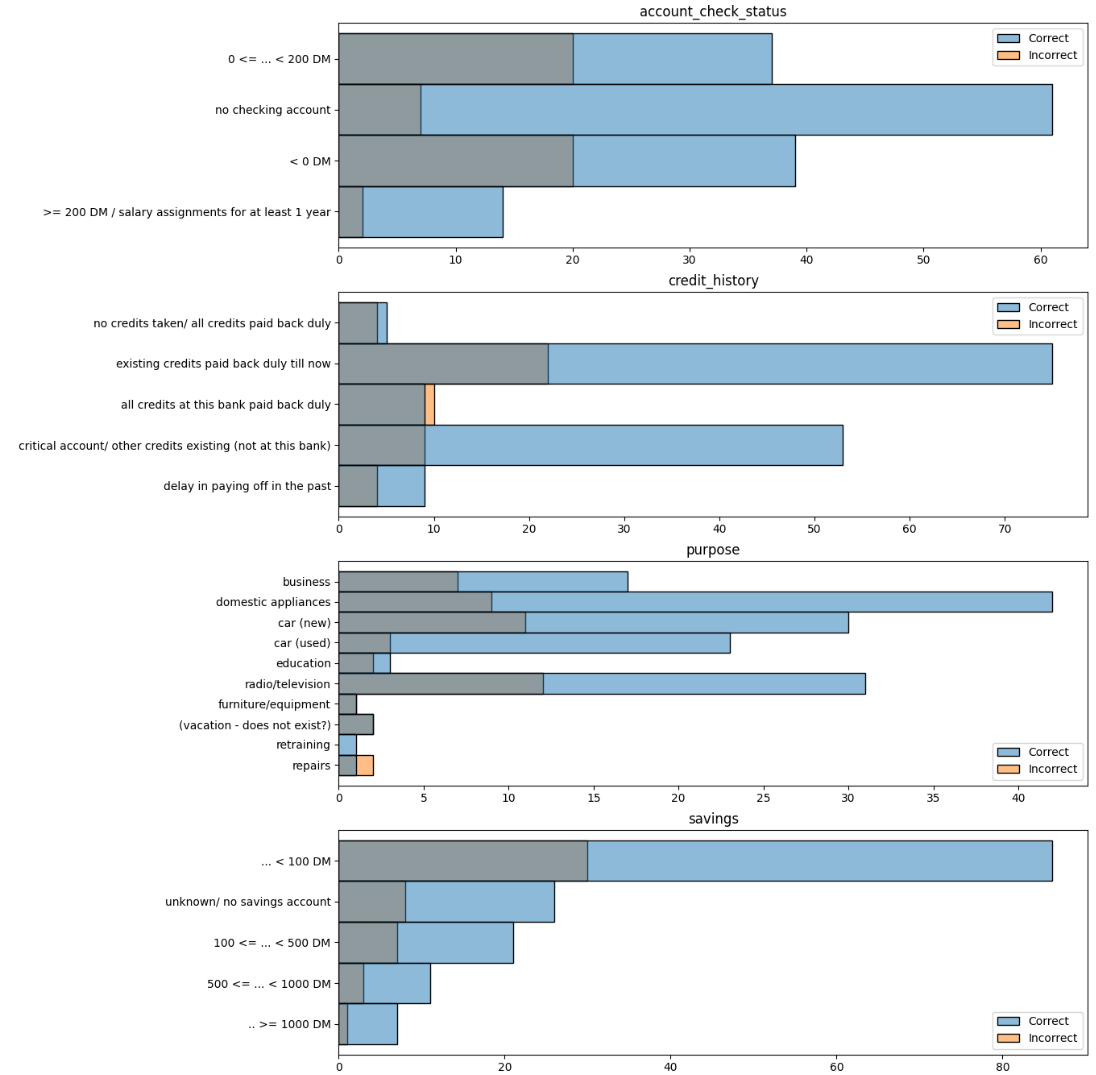 account_check_status
Correct
Incorrect
0 <= ... < 200 DM
no checking account
< 0 DM
>= 200 DM / salary assignments for at least 1 year
0 10 20 30 40 50 60
credit_history
Correct
Incorrect
no credits taken/ all credits paid back duly
existing credits paid back duly till now
all credits at this bank paid back duly
critical account/ other credits existing (not at this bank)
delay in paying off in the past
0 10 20 30 40 50 60 70
purpose
business
domestic appliances
car (new)
car (used)
education
radio/television
furniture/equipment
(vacation - does not exist?)
retraining
repairs
Correct
Incorrect
0 5 10 15 20 25 30 35 40
savings
... < 100 DM
unknown/ no savings account
100 <= ... < 500 DM
500 <= ... < 1000 DM
.. >= 1000 DM
Correct
Incorrect
0 20 40 60 80